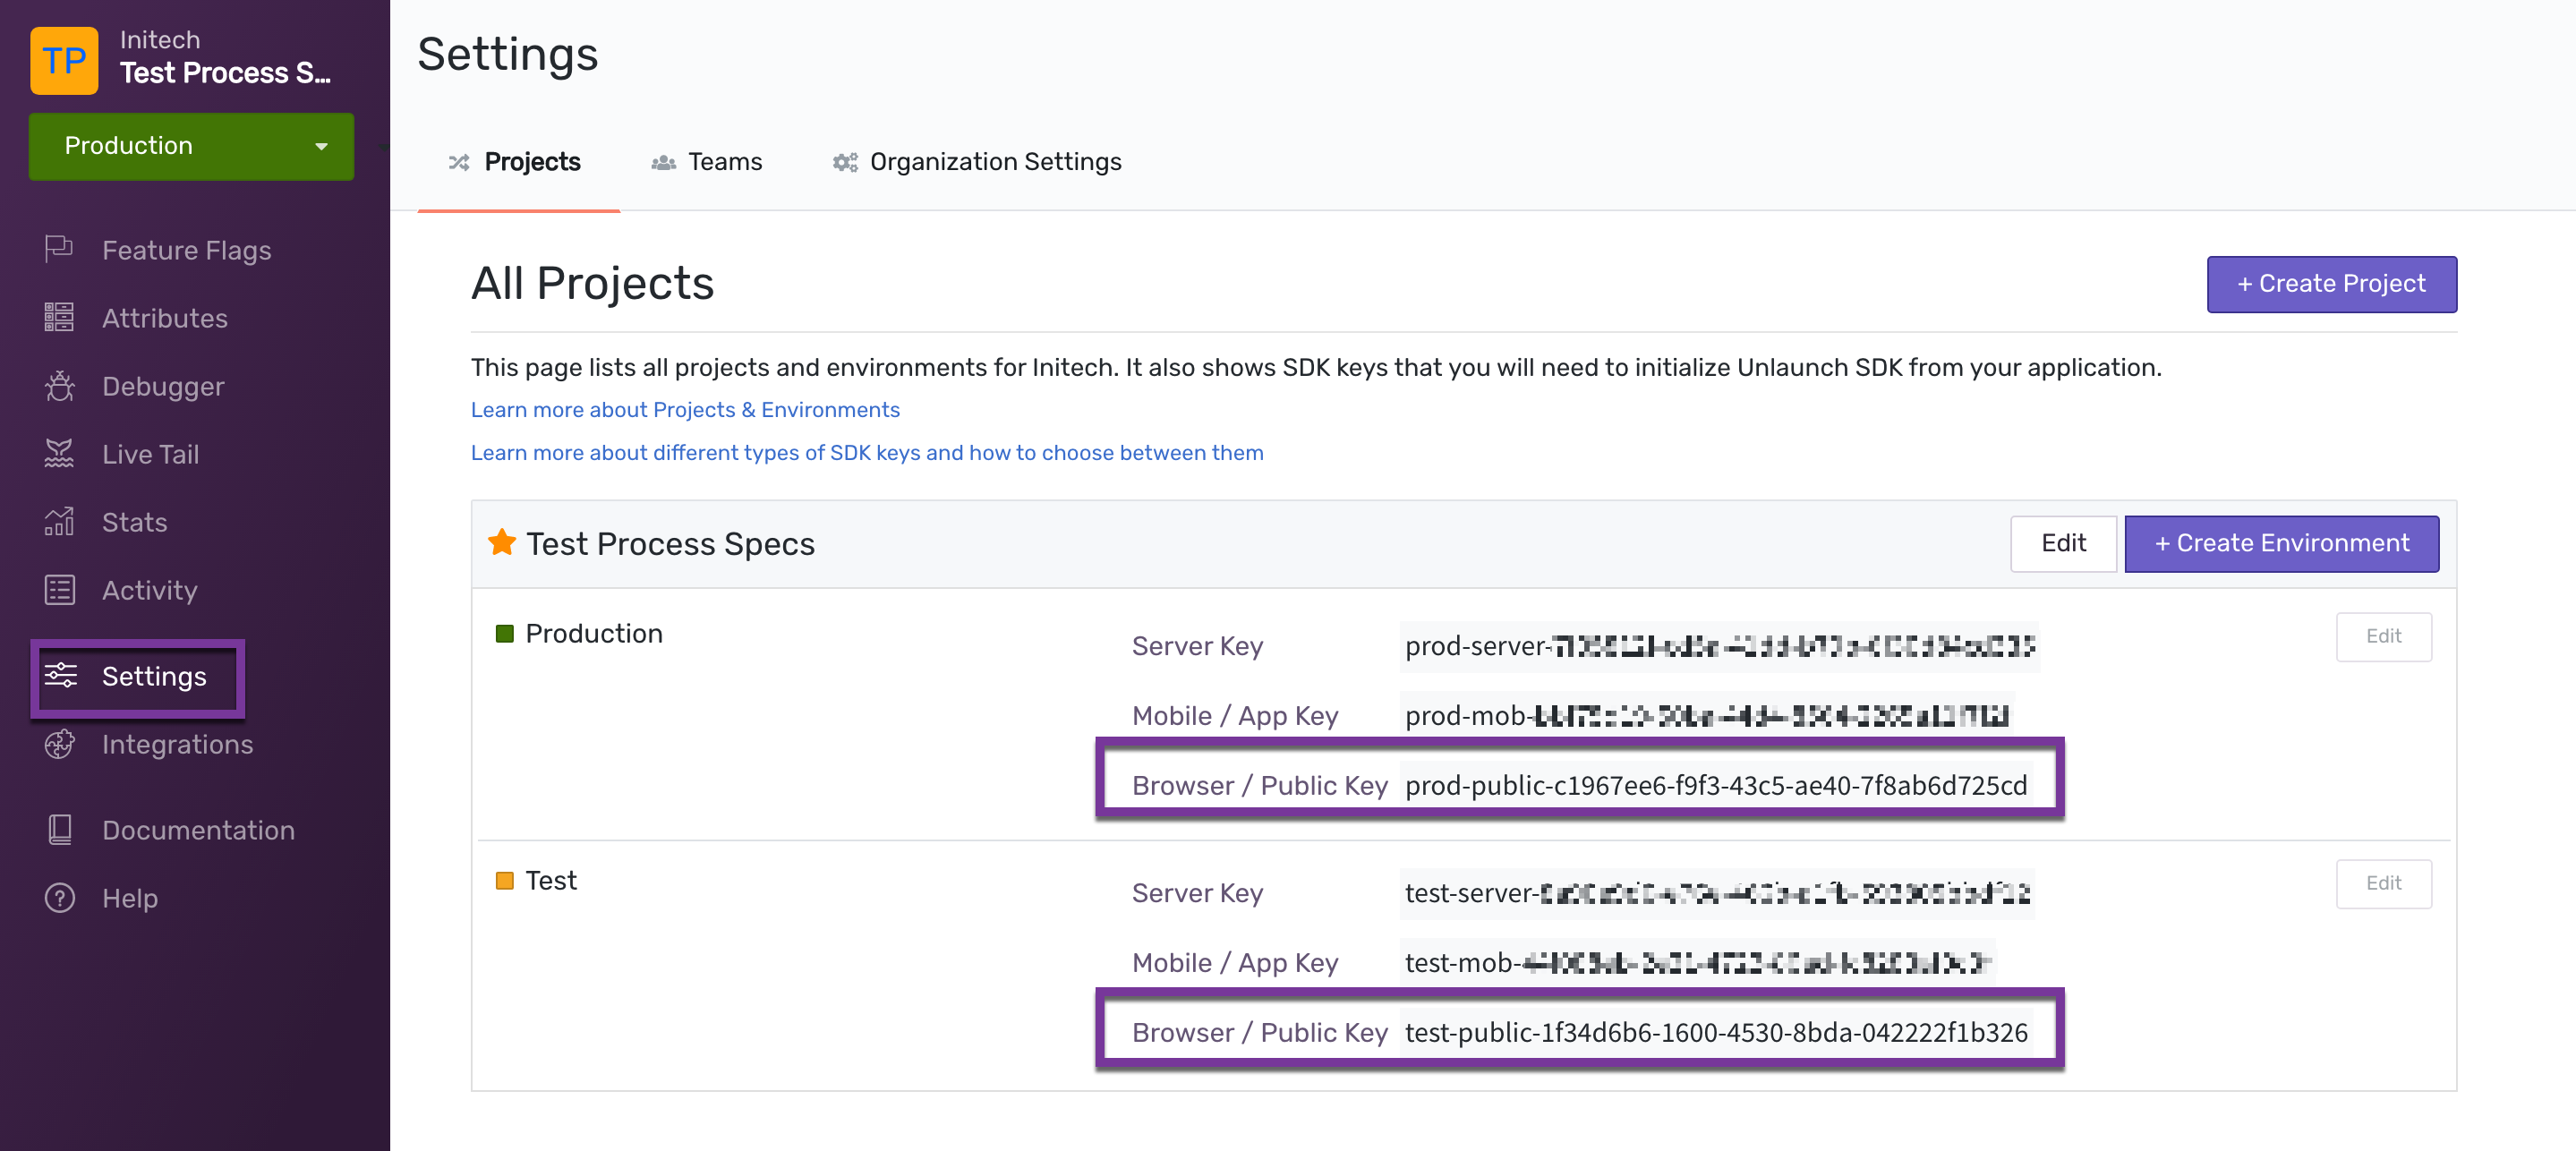 TP
Initech
Test Process S...
Production
Feature Flags
Attributes
Debugger
Live Tail
Stats
Activity
Settings
Integrations
Documentation
Help
Settings
Projects
Teams
Organization Settings
All Projects
+ Create Project
This page lists all projects and environments for Initech. It also shows SDK keys that you will need to initialize Unlaunch SDK from your application.
Learn more about Projects & Environments
Learn more about different types of SDK keys and how to choose between them
Test Process Specs
Edit
+ Create Environment
Production
Server Key prod-server-
Edit
Mobile / App Key prod-mob-
Browser / Public Key prod-public-c1967ee6-f9f3-43c5-ae40-7f8ab6d725cd
Test
Server Key test-server-
Edit
Mobile / App Key test-mob-
Browser / Public Key test-public-1f34d6b6-1600-4530-8bda-042222f1b326